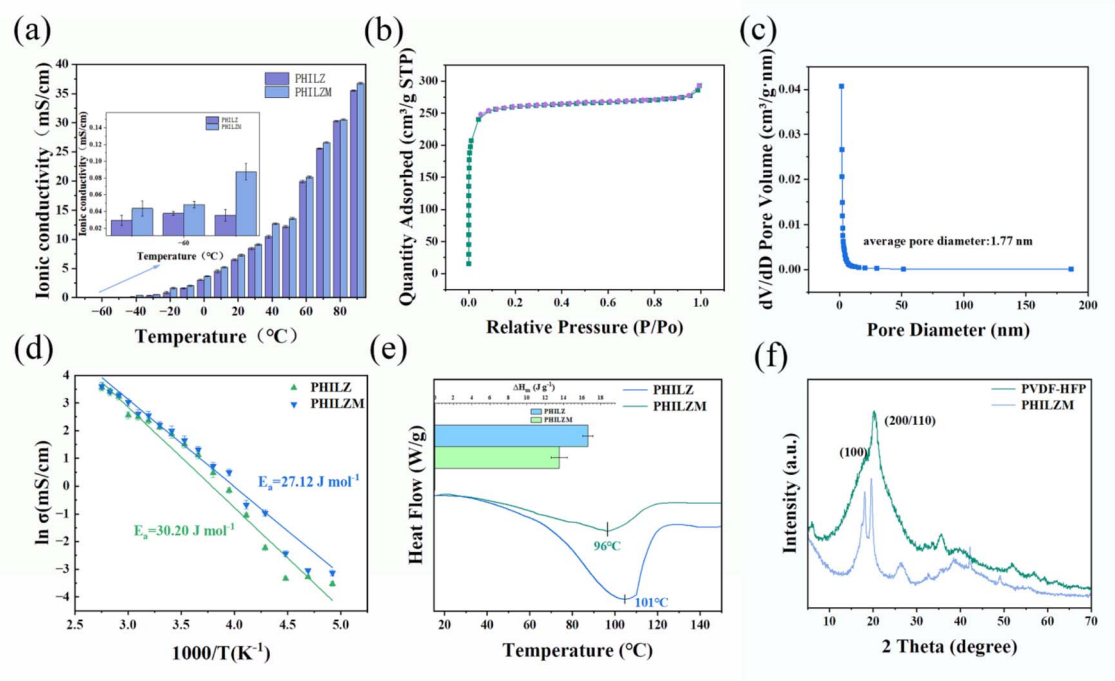 (a)
Ionic conductivity（mS/cm)
40
35
30
25
20
15
10
5
0
PHILZ
PHILZM
Ionic conductivity（mS/cm)
0.14
0.12
0.10
0.08
0.06
0.04
0.02
PHILZ
PHILZM
−60
Temperature（℃）
−60
−40
−20
0
20
40
60
80
Temperature（℃）
(b)
Quantity Adsorbed (cm³/g STP)
300
250
200
150
100
50
0
0.0
0.2
0.4
0.6
0.8
1.0
Relative Pressure (P/Po)
(c)
dV/dD Pore Volume (cm³/g·nm)
0.04
0.03
0.02
0.01
0.00
average pore diameter:1.77 nm
0
50
100
150
200
Pore Diameter (nm)
(d)
ln σ(mS/cm)
4
3
2
1
0
−1
−2
−3
−4
PHILZ
PHILZM
Ea=27.12 J mol⁻¹
Ea=30.20 J mol⁻¹
2.5
3.0
3.5
4.0
4.5
5.0
1000/T(K⁻¹)
(e)
Heat Flow (W/g)
ΔHm (J g⁻¹)
0
2
4
6
8
10
12
14
16
18
PHILZ
PHILZM
PHILZ
PHILZM
96℃
101℃
20
40
60
80
100
120
140
Temperature (℃)
(f)
Intensity (a.u.)
PVDF-HFP
PHILZM
(200/110)
(100)
10
20
30
40
50
60
70
2 Theta (degree)